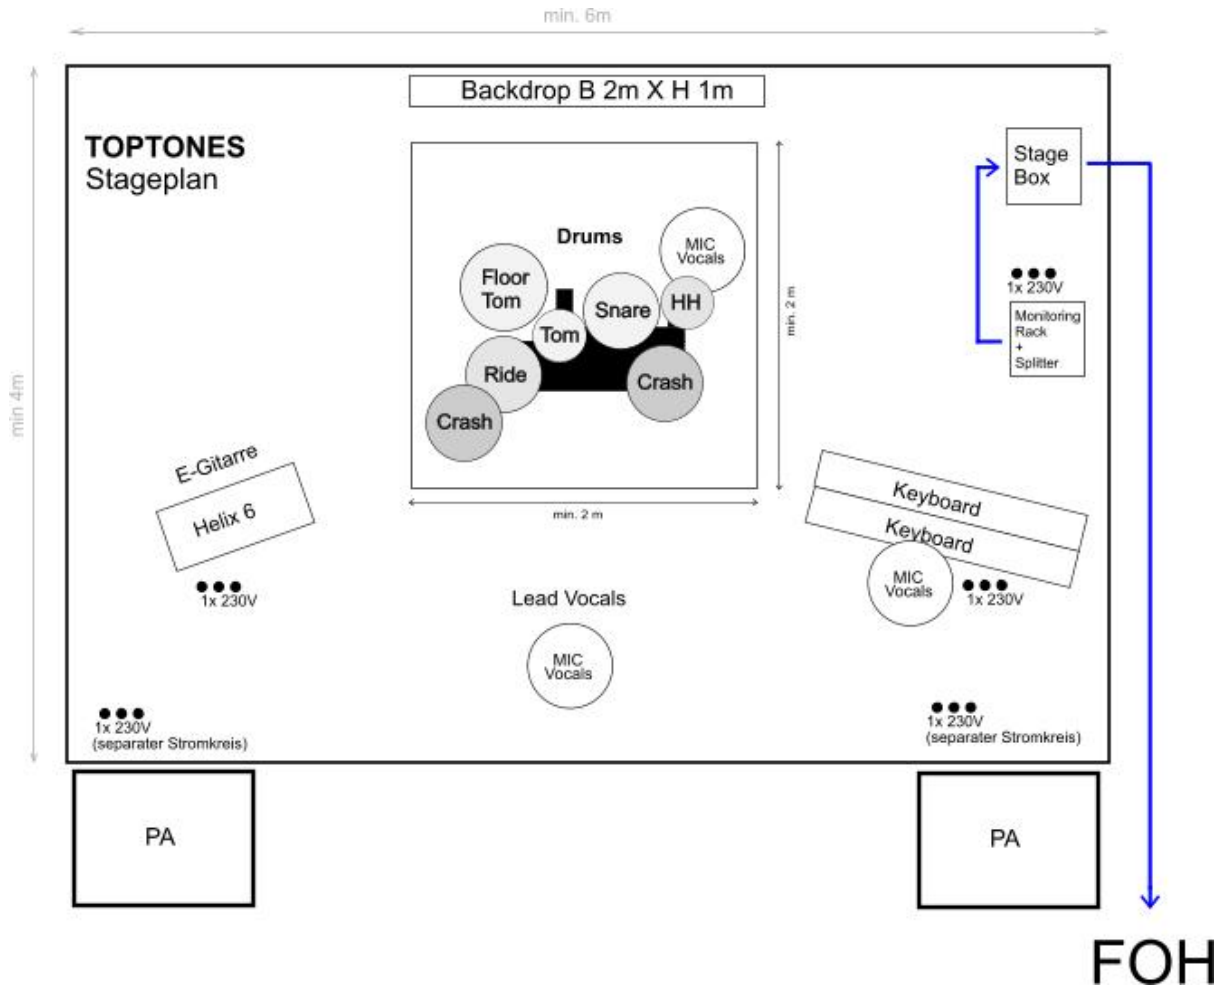 min. 6m
Backdrop B 2m X H 1m
TOPTONES
Stageplan
min 4m
Stage
Box
Drums
MIC
Vocals
Floor
Tom
Snare
HH
Tom
Ride
Crash
Crash
min. 2 m
min. 2 m
1x 230V
Monitoring
Rack
+
Splitter
E-Gitarre
Helix 6
1x 230V
Keyboard
Keyboard
MIC
Vocals
1x 230V
Lead Vocals
MIC
Vocals
1x 230V
(separater Stromkreis)
1x 230V
(separater Stromkreis)
PA
PA
FOH